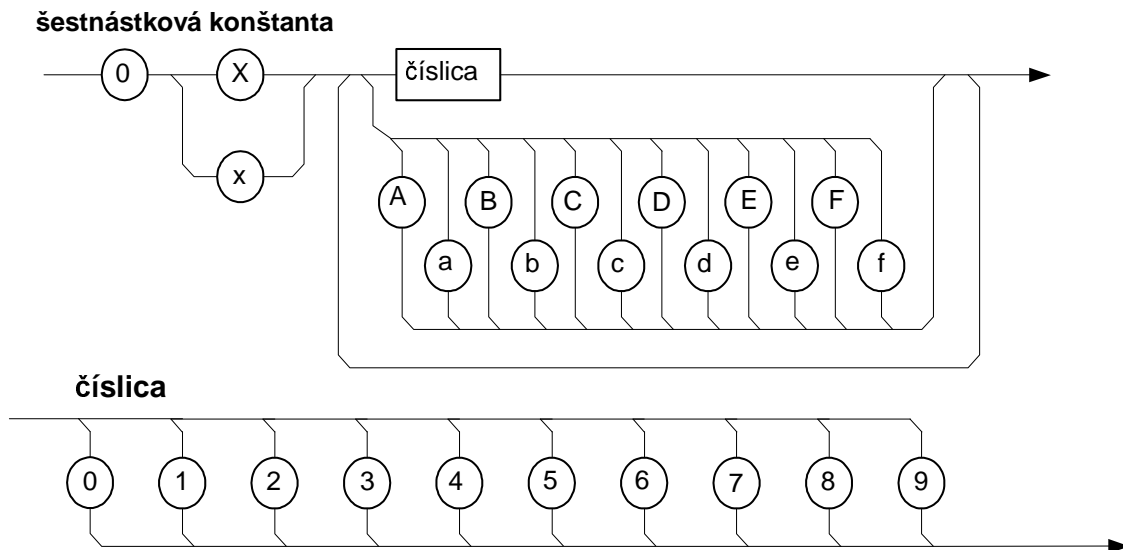 šestnástková konštanta
0 X číslica
x
A B C D E F
a b c d e f
číslica
0 1 2 3 4 5 6 7 8 9